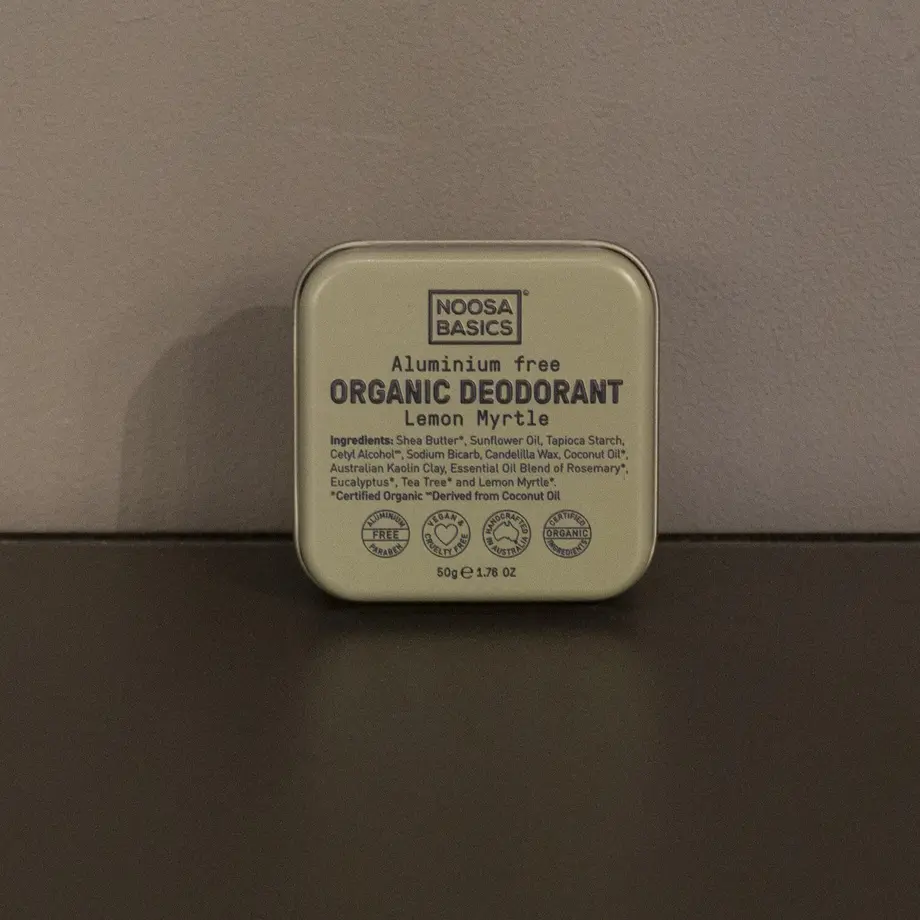 NOOSA
BASICS
Aluminium free
ORGANIC DEODORANT
Lemon Myrtle
Ingredients: Shea Butter*, Sunflower Oil, Tapioca Starch,
Cetyl Alcohol**, Sodium Bicarb, Candelilla Wax, Coconut Oil*,
Australian Kaolin Clay, Essential Oil Blend of Rosemary*,
Eucalyptus*, Tea Tree* and Lemon Myrtle*.
*Certified Organic **Derived from Coconut Oil
ALUMINIUM
FREE
PARABEN
VEGAN &
CRUELTY FREE
HANDCRAFTED
IN AUSTRALIA
CERTIFIED
ORGANIC
INGREDIENTS
50g ℮ 1.76 OZ